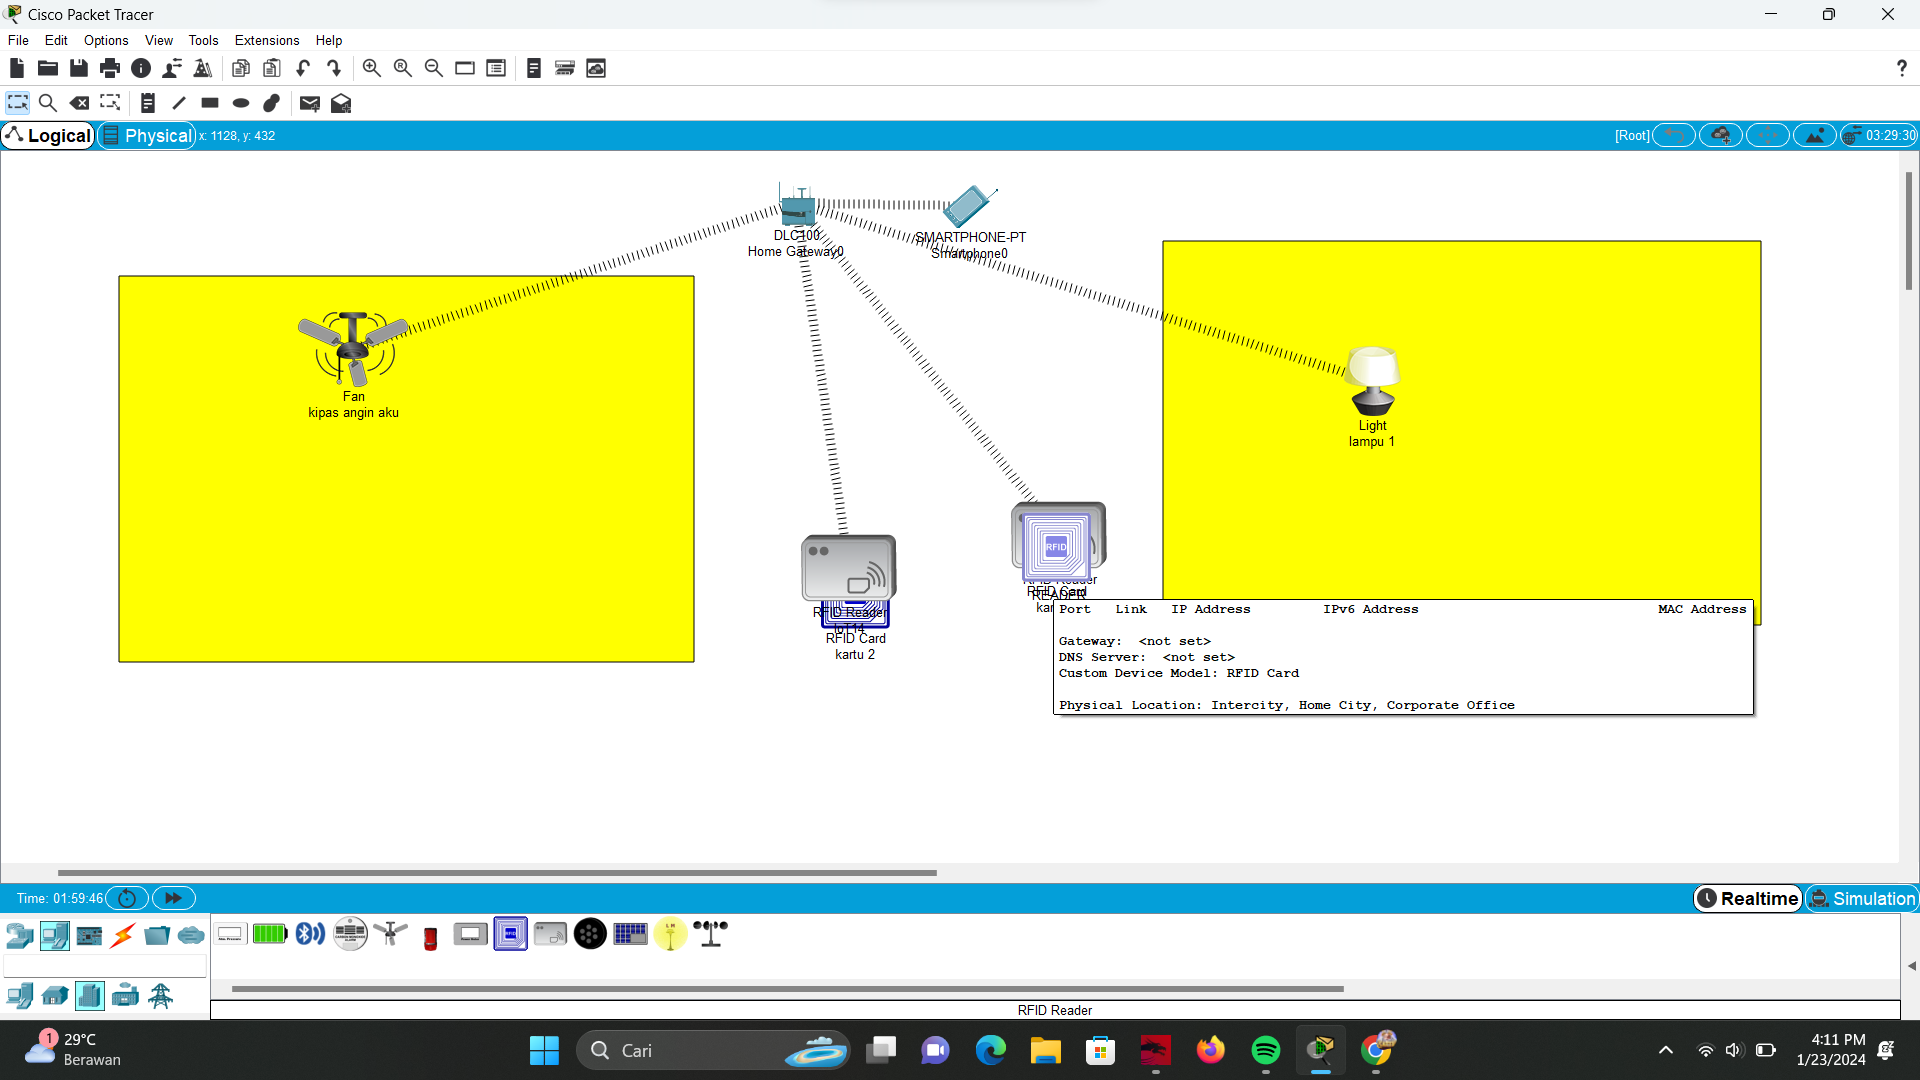 Cisco Packet Tracer
File Edit Options View Tools Extensions Help
?
Logical Physical x: 1128, y: 432 [Root] 03:29:30
DLC100
Home Gateway0
SMARTPHONE-PT
Smartphone0
Fan
kipas angin aku
Light
lampu 1
RFID
RFID Reader
RFID Card
READER
RFID Reader
IoT14
RFID Card
kartu 2
Port Link IP Address IPv6 Address MAC Address
Gateway: <not set>
DNS Server: <not set>
Custom Device Model: RFID Card
Physical Location: Intercity, Home City, Corporate Office
Time: 01:59:46 Realtime Simulation
RFID Reader
1 29°C
Berawan
Cari
4:11 PM
1/23/2024